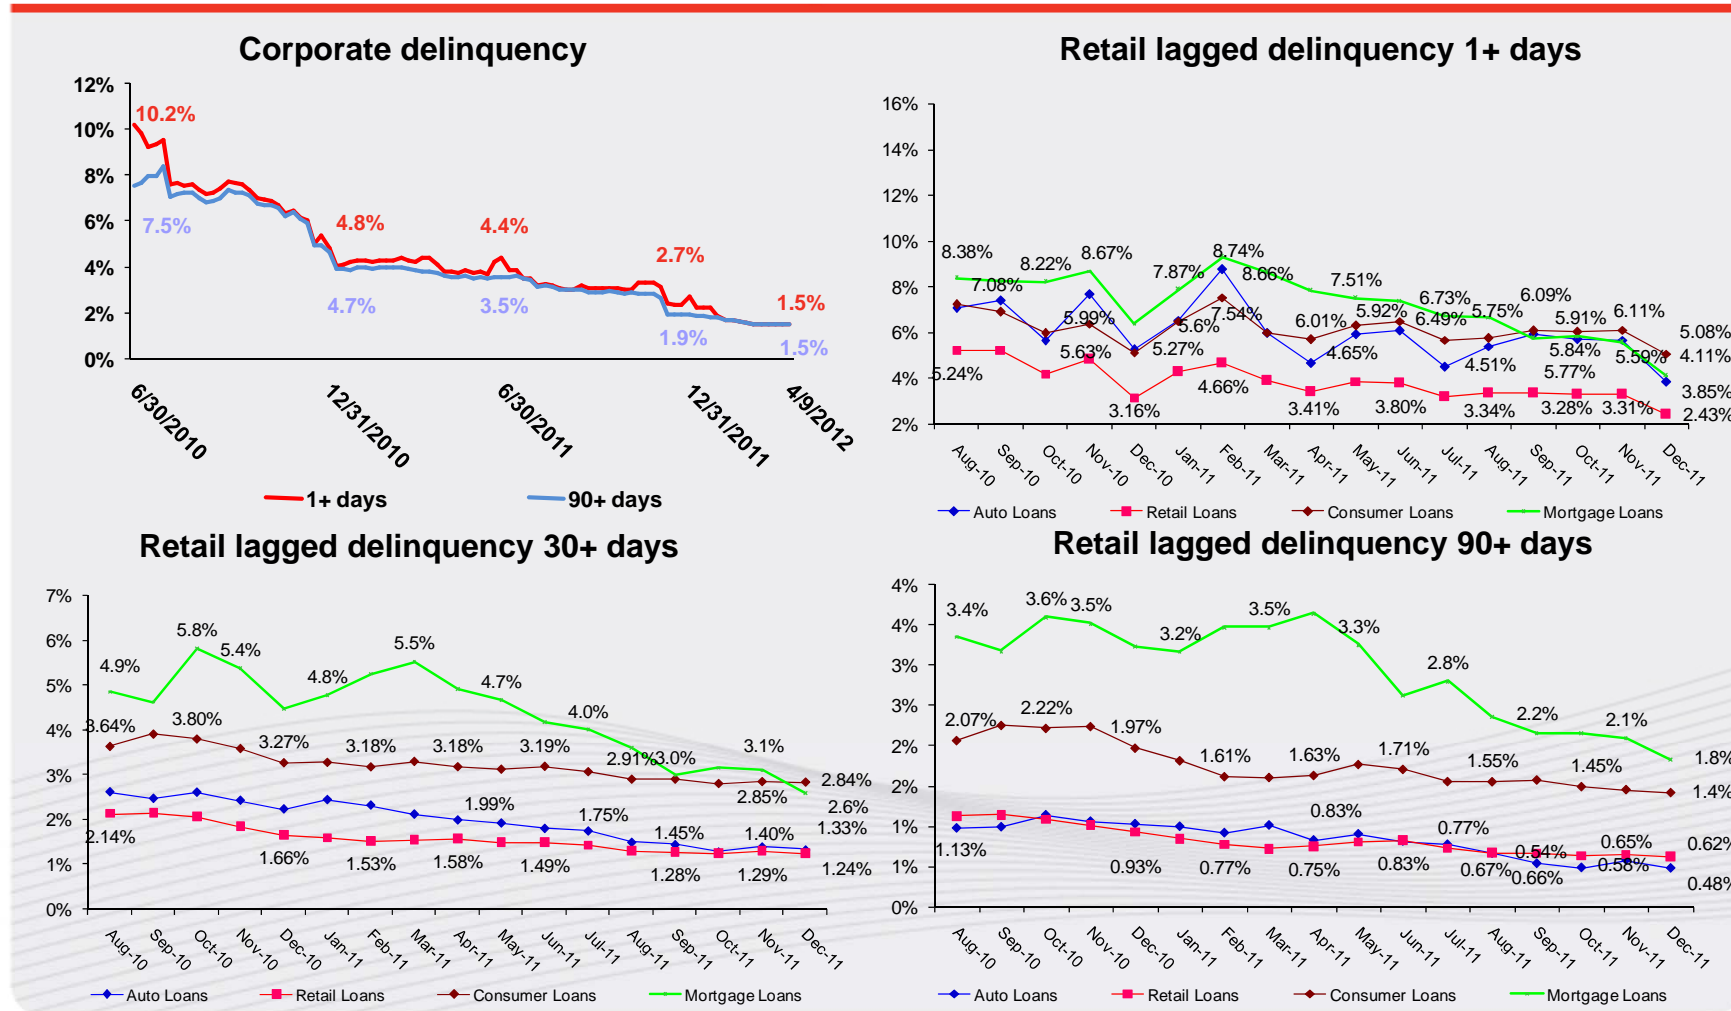 Corporate delinquency
12%
10%
8%
6%
4%
2%
0%
10.2%
7.5%
4.8%
4.7%
4.4%
3.5%
2.7%
1.9%
1.5%
1.5%
6/30/2010
12/31/2010
6/30/2011
12/31/2011
4/9/2012
1+ days
90+ days
Retail lagged delinquency 1+ days
16%
14%
12%
10%
8%
6%
4%
2%
8.38%
7.08%
8.22%
8.67%
7.87%
8.74%
8.66%
7.51%
6.73%
5.75%
6.09%
6.11%
5.99%
5.6%
7.54%
6.01%
5.92%
6.49%
5.91%
5.08%
5.24%
5.63%
5.27%
4.65%
4.51%
5.84%
5.77%
5.59%
4.11%
3.16%
4.66%
3.41%
3.80%
3.34%
3.28%
3.31%
3.85%
2.43%
Aug-10
Sep-10
Oct-10
Nov-10
Dec-10
Jan-11
Feb-11
Mar-11
Apr-11
May-11
Jun-11
Jul-11
Aug-11
Sep-11
Oct-11
Nov-11
Dec-11
Auto Loans
Retail Loans
Consumer Loans
Mortgage Loans
Retail lagged delinquency 30+ days
7%
6%
5%
4%
3%
2%
1%
0%
4.9%
5.8%
5.4%
4.8%
5.5%
4.7%
4.0%
3.0%
3.1%
2.6%
3.64%
3.80%
3.27%
3.18%
3.18%
3.19%
2.91%
2.85%
2.84%
1.99%
1.75%
1.45%
1.40%
1.33%
2.14%
1.66%
1.53%
1.58%
1.49%
1.28%
1.29%
1.24%
Aug-10
Sep-10
Oct-10
Nov-10
Dec-10
Jan-11
Feb-11
Mar-11
Apr-11
May-11
Jun-11
Jul-11
Aug-11
Sep-11
Oct-11
Nov-11
Dec-11
Auto Loans
Retail Loans
Consumer Loans
Mortgage Loans
Retail lagged delinquency 90+ days
4%
4%
3%
3%
2%
2%
1%
1%
0%
3.4%
3.6%
3.5%
3.2%
3.5%
3.3%
2.8%
2.2%
2.1%
1.8%
2.07%
2.22%
1.97%
1.61%
1.63%
1.71%
1.55%
1.45%
1.4%
0.83%
0.77%
0.54%
0.65%
0.62%
1.13%
0.93%
0.77%
0.75%
0.83%
0.67%
0.66%
0.58%
0.48%
Aug-10
Sep-10
Oct-10
Nov-10
Dec-10
Jan-11
Feb-11
Mar-11
Apr-11
May-11
Jun-11
Jul-11
Aug-11
Sep-11
Oct-11
Nov-11
Dec-11
Auto Loans
Retail Loans
Consumer Loans
Mortgage Loans